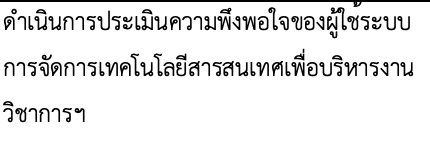 ดำเนินการประเมินความพึงพอใจของผู้ใช้ระบบ
การจัดการเทคโนโลยีสารสนเทศเพื่อบริหารงาน
วิชาการฯ